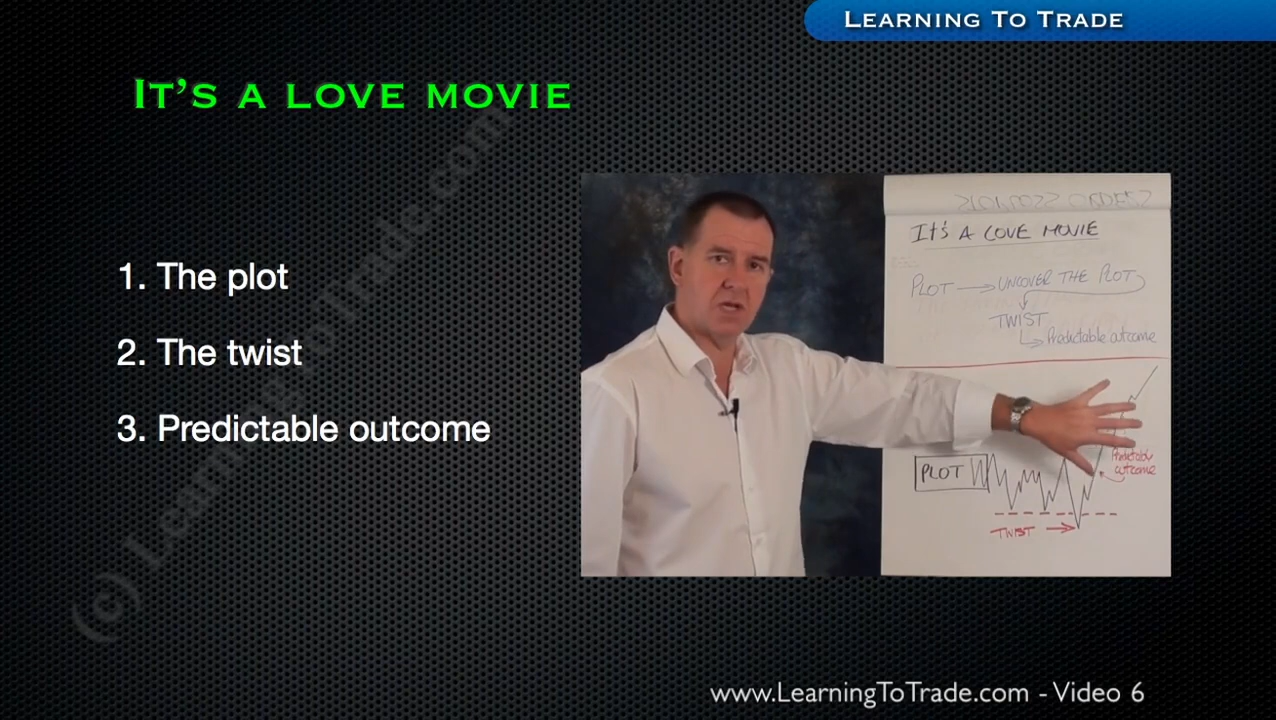 LEARNING TO TRADE
IT'S A LOVE MOVIE
1. The plot
2. The twist
3. Predictable outcome
It's A LOVE MOVIE
PLOT → UNCOVER THE PLOT
TWIST
Predictable outcome
PLOT
Predictable
outcome
TWIST →
www.LearningToTrade.com - Video 6